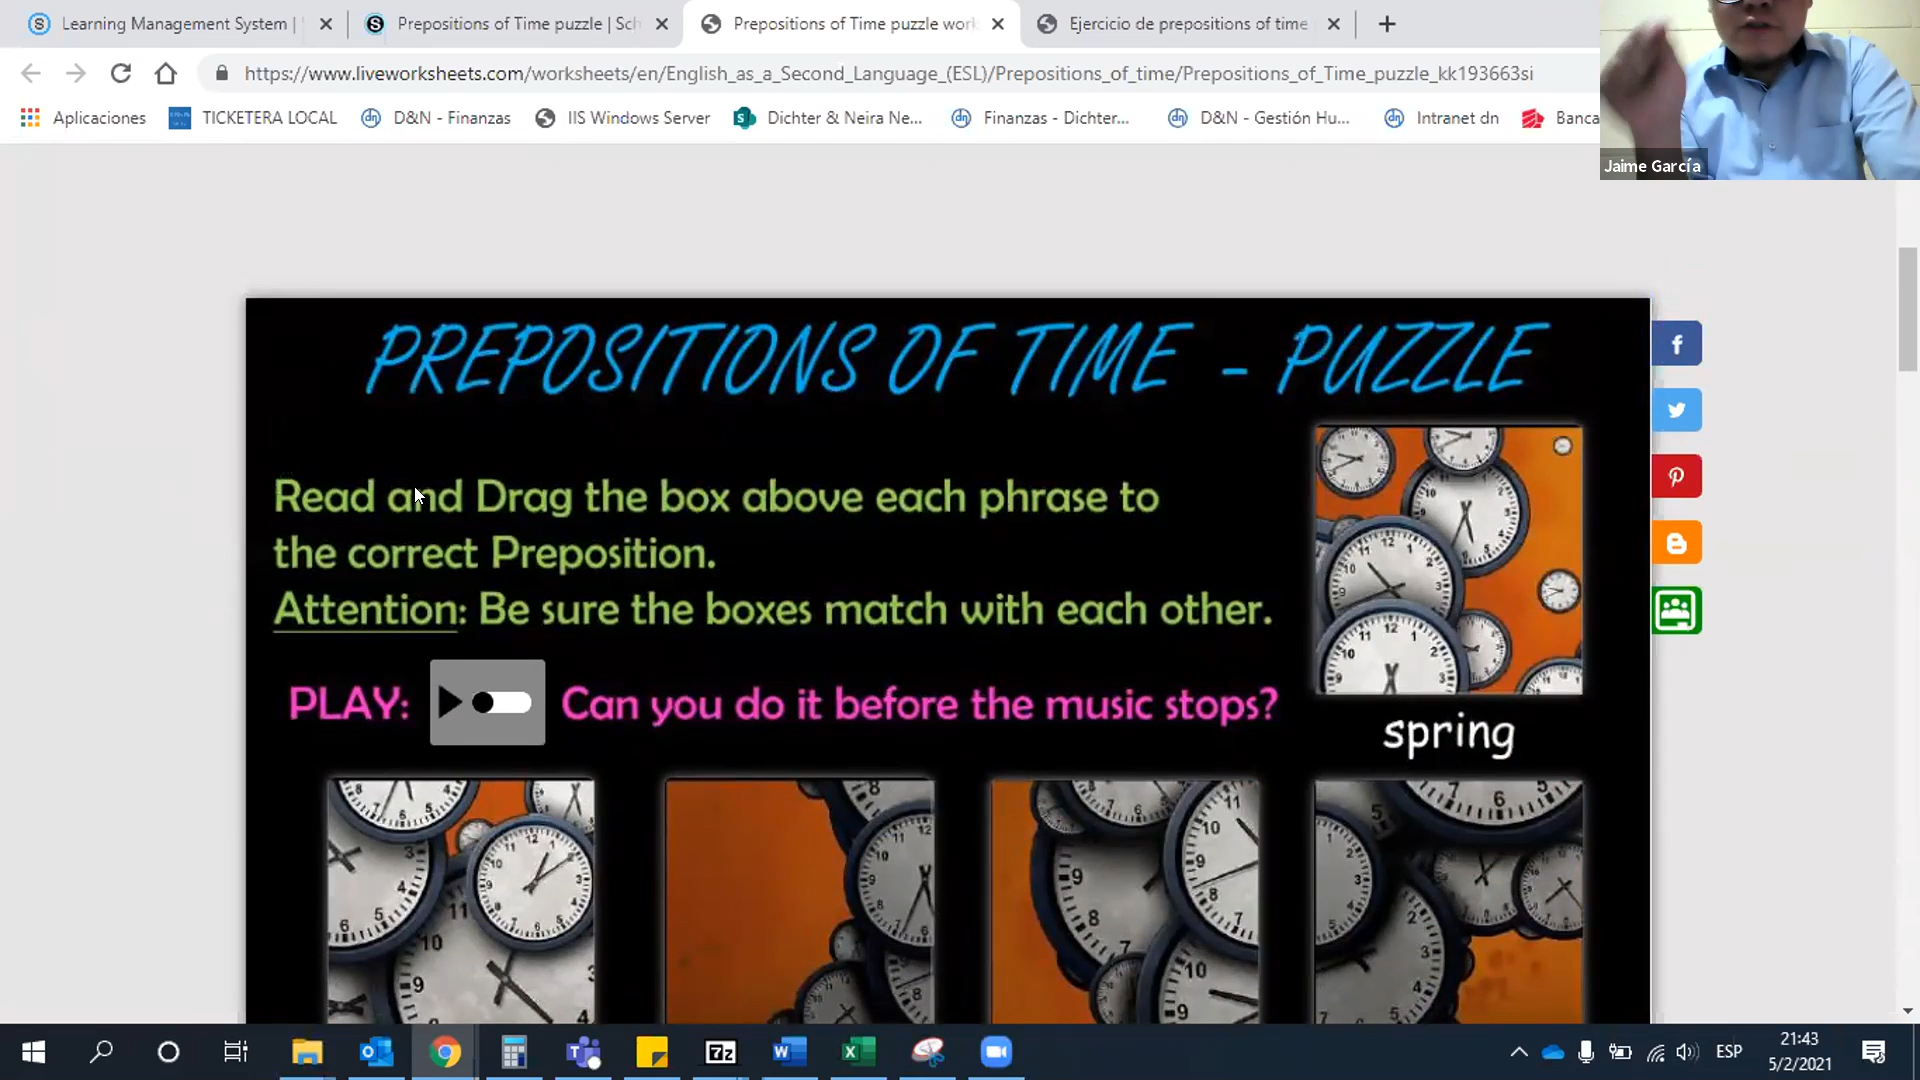 Learning Management System |
Prepositions of Time puzzle | Sch
Prepositions of Time puzzle wor
Ejercicio de prepositions of time
https://www.liveworksheets.com/worksheets/en/English_as_a_Second_Language_(ESL)/Prepositions_of_time/Prepositions_of_Time_puzzle_kk193663si
Aplicaciones
TICKETERA LOCAL
D&N - Finanzas
IIS Windows Server
Dichter & Neira Ne...
Finanzas - Dichter...
D&N - Gestión Hu...
Intranet dn
Banca
Jaime García
PREPOSITIONS OF TIME - PUZZLE
Read and Drag the box above each phrase to
the correct Preposition.
Attention: Be sure the boxes match with each other.
PLAY:
Can you do it before the music stops?
spring
ESP
21:43
5/2/2021